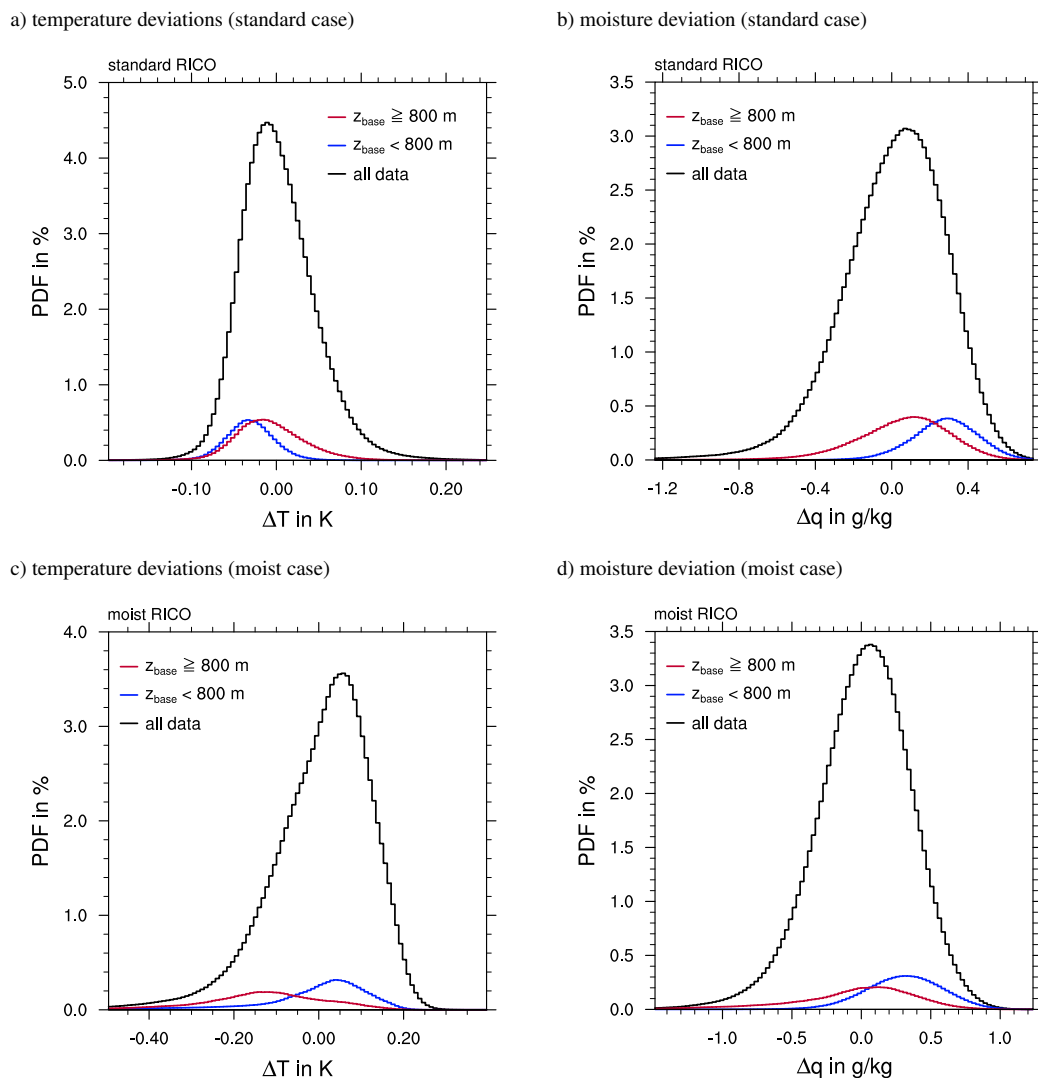 a) temperature deviations (standard case)
standard RICO
5.0
4.0
3.0
2.0
1.0
0.0
PDF in %
z_base ≧ 800 m
z_base < 800 m
all data
-0.10
0.00
0.10
0.20
ΔT in K
b) moisture deviation (standard case)
standard RICO
3.5
3.0
2.5
2.0
1.5
1.0
0.5
0.0
PDF in %
z_base ≧ 800 m
z_base < 800 m
all data
-1.2
-0.8
-0.4
0.0
0.4
Δq in g/kg
c) temperature deviations (moist case)
moist RICO
4.0
3.0
2.0
1.0
0.0
PDF in %
z_base ≧ 800 m
z_base < 800 m
all data
-0.40
-0.20
0.00
0.20
ΔT in K
d) moisture deviation (moist case)
moist RICO
3.5
3.0
2.5
2.0
1.5
1.0
0.5
0.0
PDF in %
z_base ≧ 800 m
z_base < 800 m
all data
-1.0
-0.5
0.0
0.5
1.0
Δq in g/kg